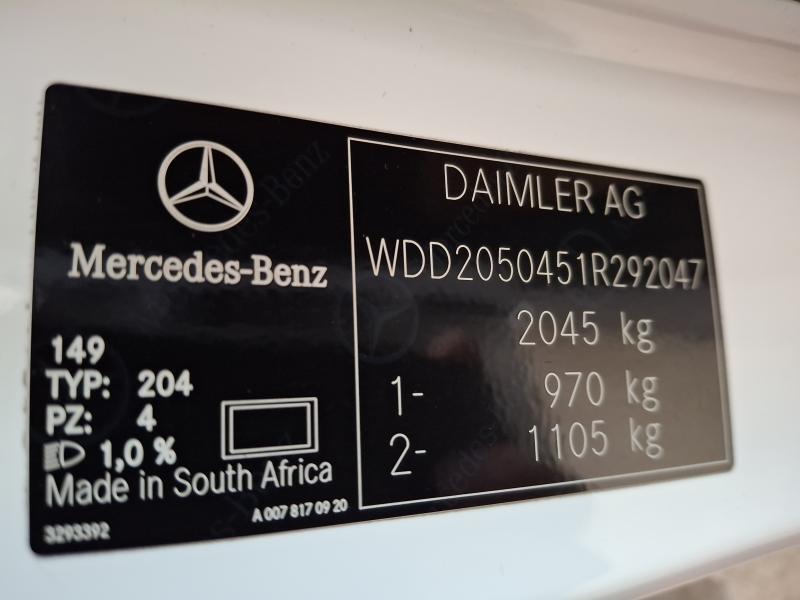 Mercedes-Benz
149
TYP: 204
PZ: 4
1,0 %
Made in South Africa
3293392
A 007 817 09 20
DAIMLER AG
WDD2050451R292047
2045 kg
1- 970 kg
2- 1105 kg